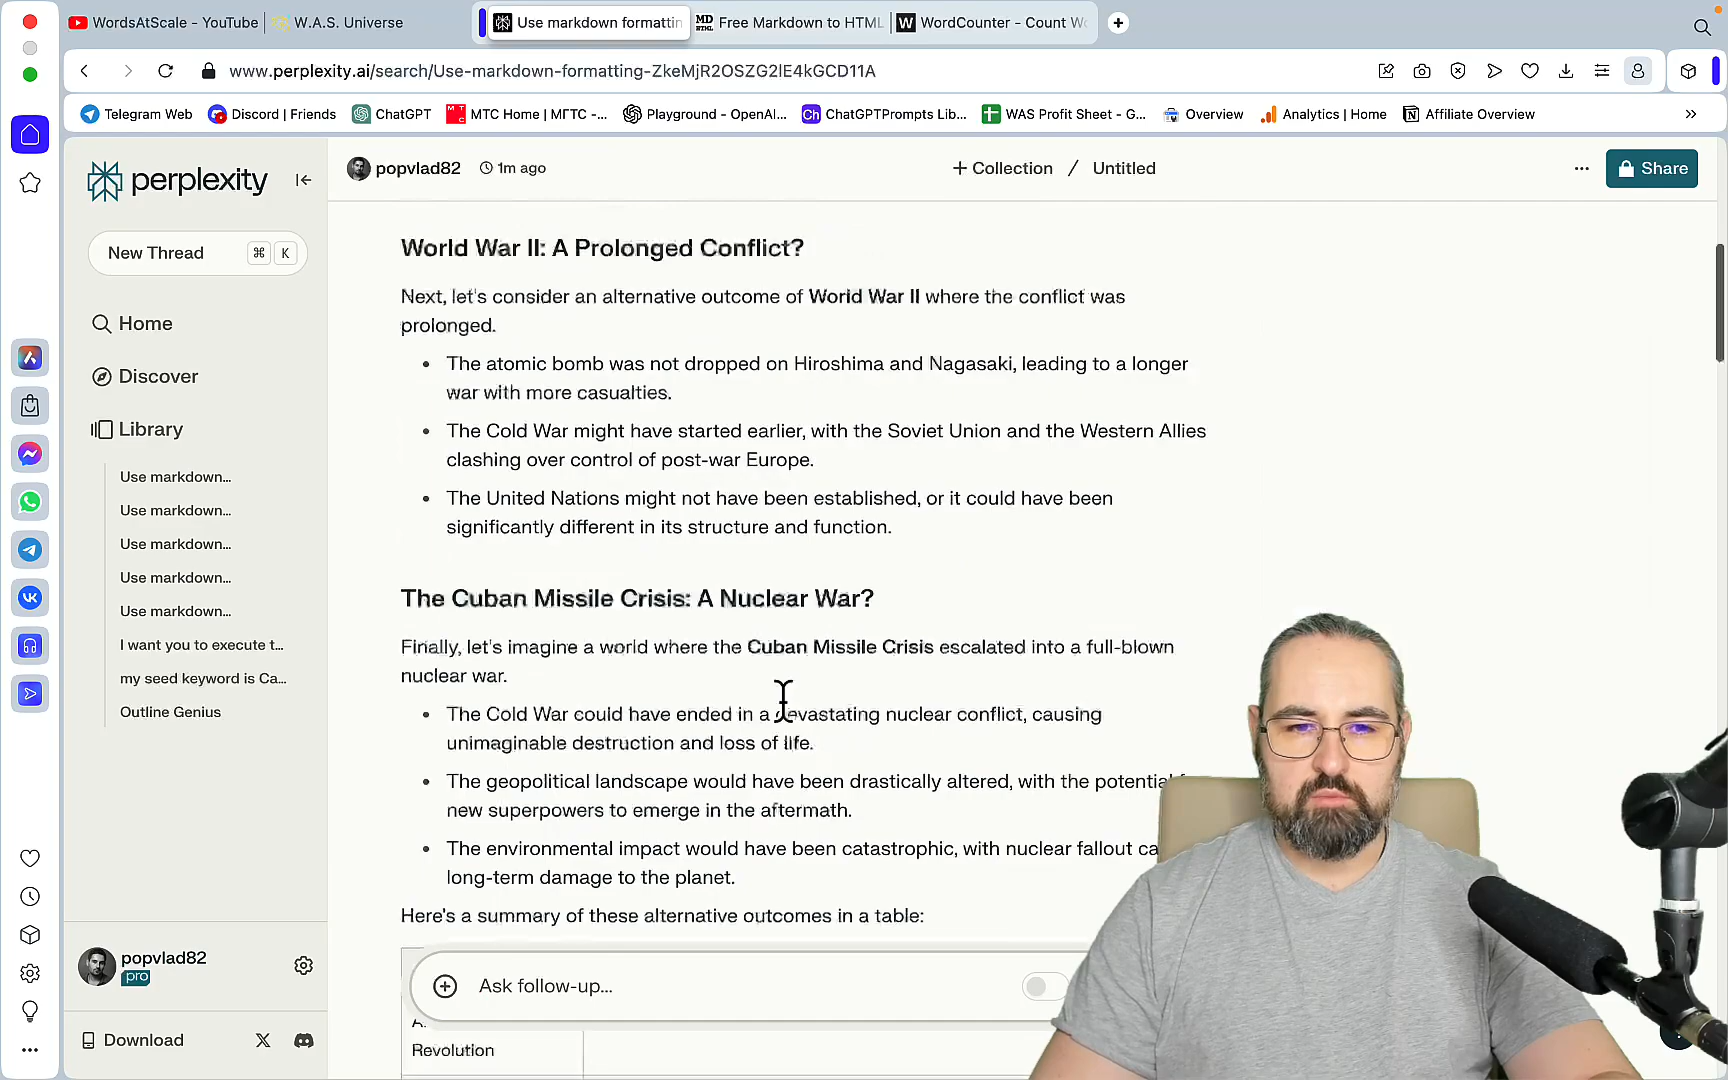 WordsAtScale - YouTube
W.A.S. Universe
Use markdown formattin
MD HTML
Free Markdown to HTML
W
WordCounter - Count Wo
www.perplexity.ai/search/Use-markdown-formatting-ZkeMjR2OSZG2lE4kGCD11A
Telegram Web
Discord | Friends
ChatGPT
МТС Home | МГТС -...
Playground - OpenAI...
Ch
ChatGPTPrompts Lib...
WAS Profit Sheet - G...
Overview
Analytics | Home
Affiliate Overview
perplexity
popvlad82
1m ago
Collection / Untitled
Share
New Thread
⌘ K
Home
Discover
Library
Use markdown...
Use markdown...
Use markdown...
Use markdown...
Use markdown...
I want you to execute t...
my seed keyword is Ca...
Outline Genius
World War II: A Prolonged Conflict?
Next, let's consider an alternative outcome of World War II where the conflict was
prolonged.
• The atomic bomb was not dropped on Hiroshima and Nagasaki, leading to a longer
war with more casualties.
• The Cold War might have started earlier, with the Soviet Union and the Western Allies
clashing over control of post-war Europe.
• The United Nations might not have been established, or it could have been
significantly different in its structure and function.
The Cuban Missile Crisis: A Nuclear War?
Finally, let's imagine a world where the Cuban Missile Crisis escalated into a full-blown
nuclear war.
• The Cold War could have ended in a devastating nuclear conflict, causing
unimaginable destruction and loss of life.
• The geopolitical landscape would have been drastically altered, with the potential
new superpowers to emerge in the aftermath.
• The environmental impact would have been catastrophic, with nuclear fallout ca
long-term damage to the planet.
Here's a summary of these alternative outcomes in a table:
Ask follow-up...
Revolution
popvlad82
pro
Download